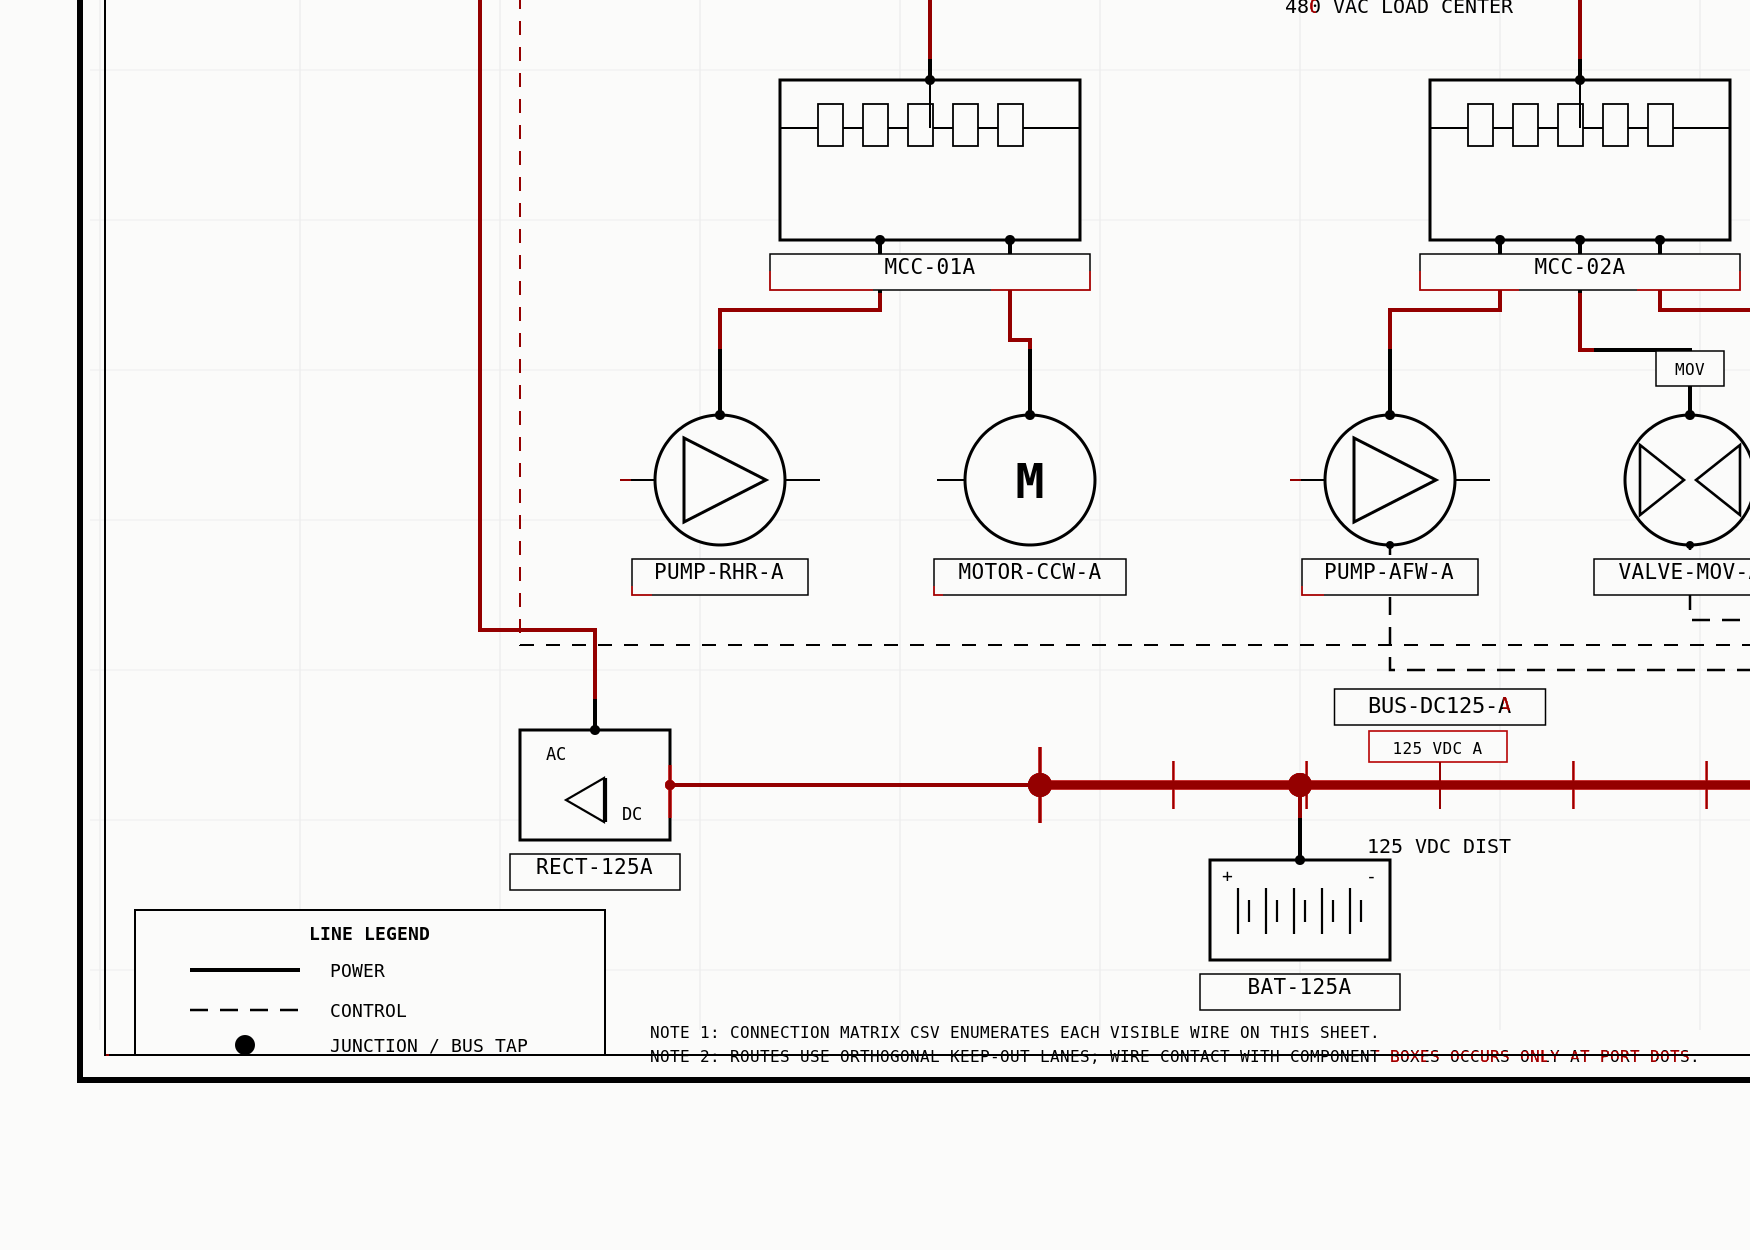 480 VAC LOAD CENTER
MCC-01A
MCC-02A
MOV
M
PUMP-RHR-A
MOTOR-CCW-A
PUMP-AFW-A
VALVE-MOV-A
BUS-DC125-A
125 VDC A
AC
DC
125 VDC DIST
RECT-125A
+ -
BAT-125A
LINE LEGEND
POWER
CONTROL
JUNCTION / BUS TAP
NOTE 1: CONNECTION MATRIX CSV ENUMERATES EACH VISIBLE WIRE ON THIS SHEET.
NOTE 2: ROUTES USE ORTHOGONAL KEEP-OUT LANES; WIRE CONTACT WITH COMPONENT BOXES OCCURS ONLY AT PORT DOTS.